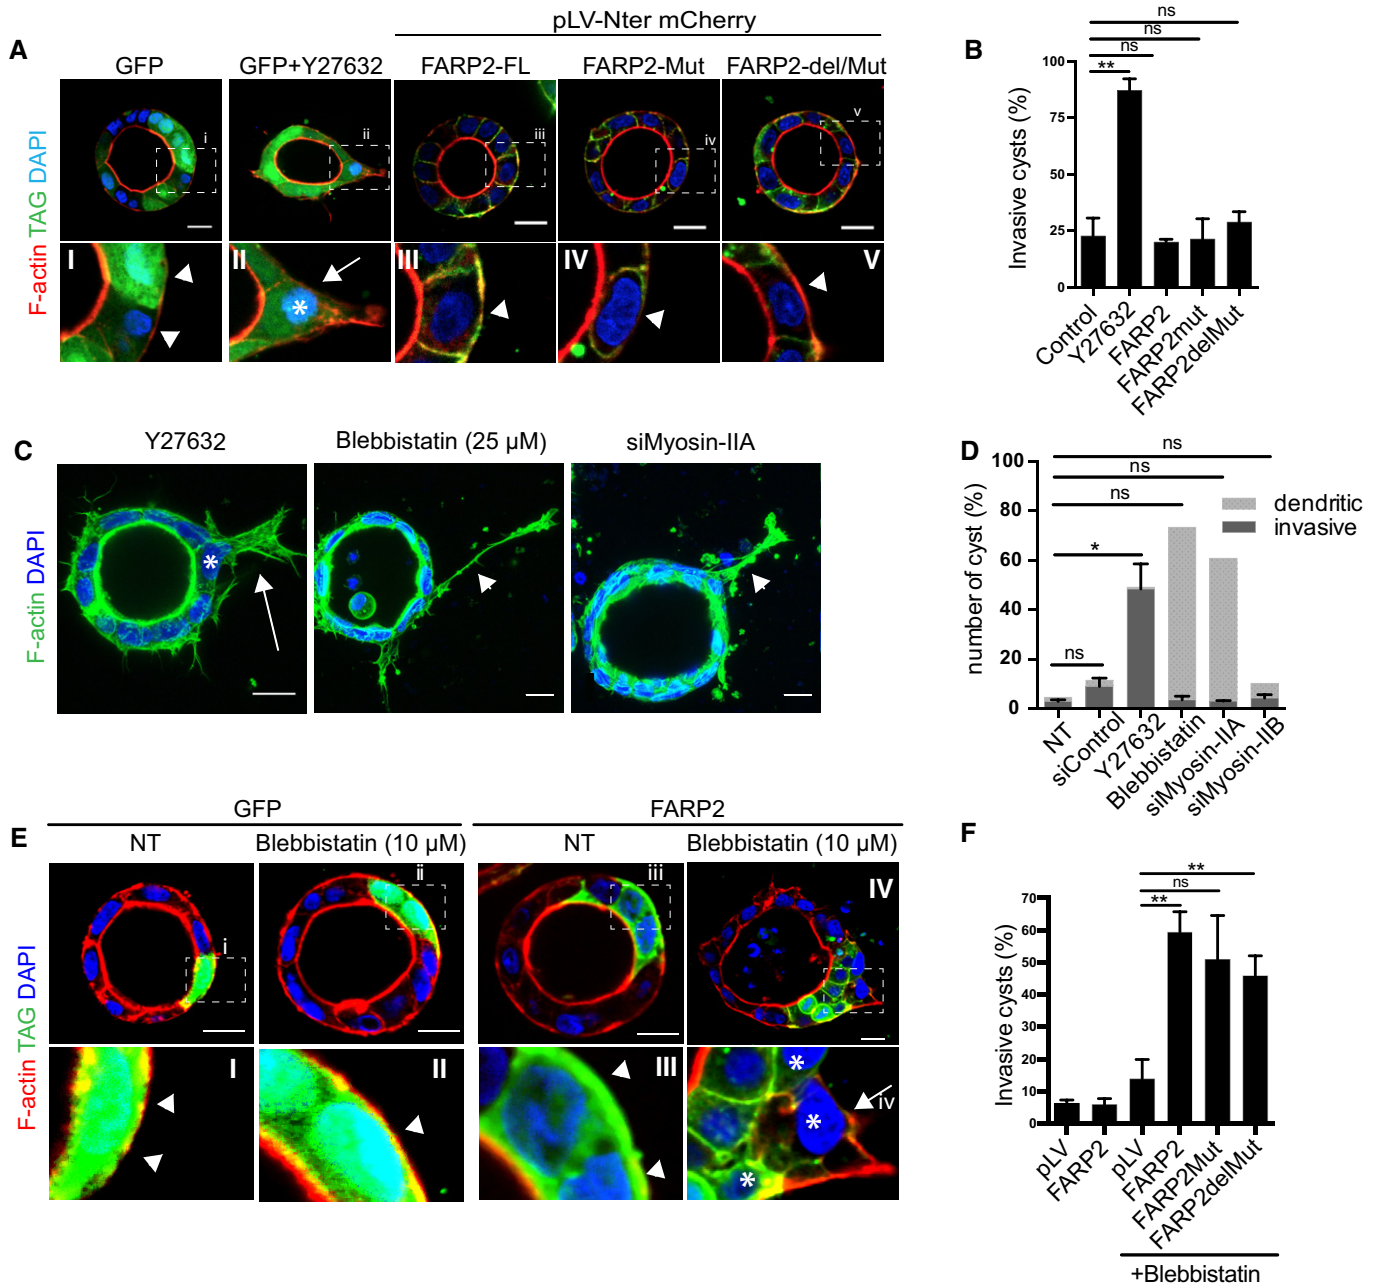 A
pLV-Nter mCherry
GFP
GFP+Y27632
FARP2-FL
FARP2-Mut
FARP2-del/Mut
F-actin TAG DAPI
i
ii
iii
iv
v
I
II
III
IV
V
*
B
Invasive cysts (%)
100
75
50
25
0
ns
ns
ns
**
Control
Y27632
FARP2
FARP2mut
FARP2delMut
C
Y27632
Blebbistatin (25 µM)
siMyosin-IIA
F-actin DAPI
*
D
number of cyst (%)
100
80
60
40
20
0
ns
ns
ns
*
ns
dendritic
invasive
NT
siControl
Y27632
Blebbistatin
siMyosin-IIA
siMyosin-IIB
E
GFP
FARP2
NT
Blebbistatin (10 µM)
NT
Blebbistatin (10 µM)
F-actin TAG DAPI
i
ii
iii
IV
I
II
III
iv
*
*
*
F
Invasive cysts (%)
70
60
50
40
30
20
10
0
**
ns
**
pLV
FARP2
pLV
FARP2
FARP2Mut
FARP2delMut
+Blebbistatin